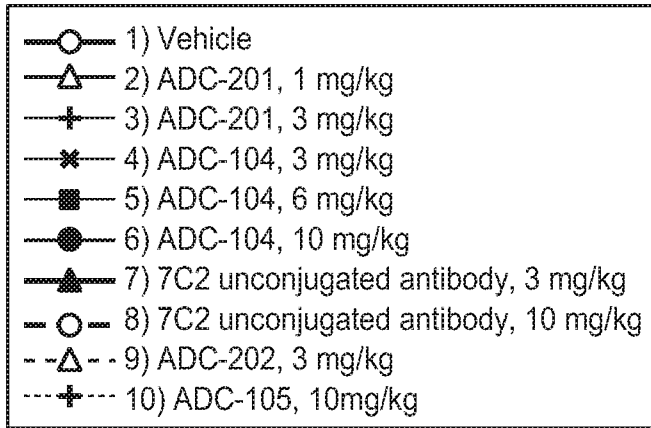 1) Vehicle
2) ADC-201, 1 mg/kg
3) ADC-201, 3 mg/kg
4) ADC-104, 3 mg/kg
5) ADC-104, 6 mg/kg
6) ADC-104, 10 mg/kg
7) 7C2 unconjugated antibody, 3 mg/kg
8) 7C2 unconjugated antibody, 10 mg/kg
9) ADC-202, 3 mg/kg
10) ADC-105, 10mg/kg